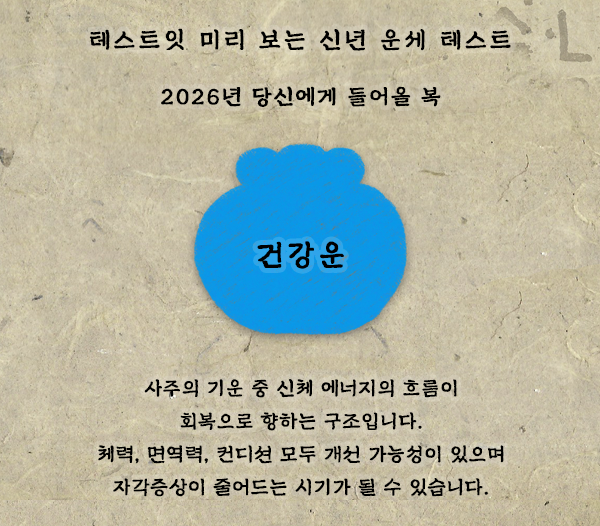 테스트잇 미리 보는 신년 운세 테스트
2026년 당신에게 들어올 복
건강운
사주의 기운 중 신체 에너지의 흐름이
회복으로 향하는 구조입니다.
체력, 면역력, 컨디션 모두 개선 가능성이 있으며
자각증상이 줄어드는 시기가 될 수 있습니다.